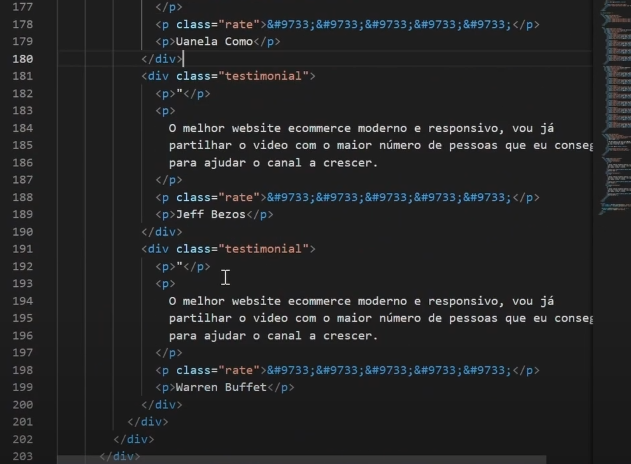 177 </p>
178 <p class="rate">&#9733;&#9733;&#9733;&#9733;&#9733;</p>
179 <p>Uanela Como</p>
180 </div>
181 <div class="testimonial">
182 <p>"</p>
183 <p>
184 O melhor website ecommerce moderno e responsivo, vou já
185 partilhar o video com o maior número de pessoas que eu conseg
186 para ajudar o canal a crescer.
187 </p>
188 <p class="rate">&#9733;&#9733;&#9733;&#9733;&#9733;</p>
189 <p>Jeff Bezos</p>
190 </div>
191 <div class="testimonial">
192 <p>"</p>
193 <p>
194 O melhor website ecommerce moderno e responsivo, vou já
195 partilhar o video com o maior número de pessoas que eu conseg
196 para ajudar o canal a crescer.
197 </p>
198 <p class="rate">&#9733;&#9733;&#9733;&#9733;&#9733;</p>
199 <p>Warren Buffet</p>
200 </div>
201 </div>
202 </div>
203 </div>